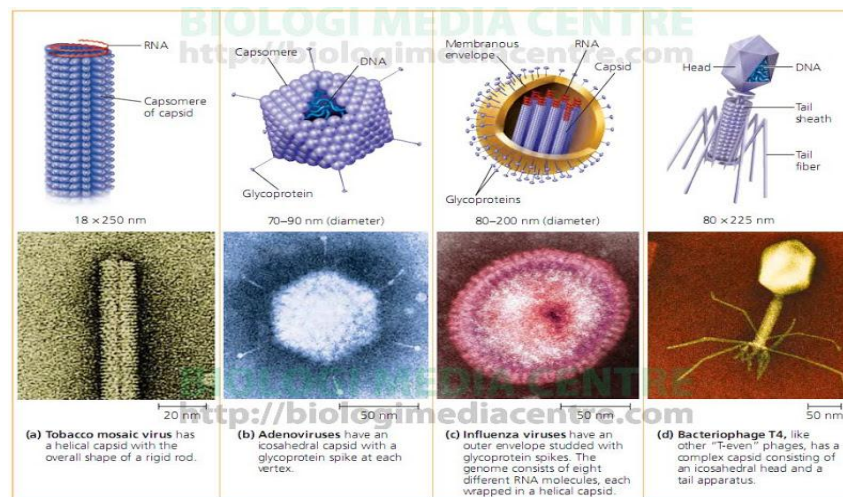 BIOLOGI MEDIA CENTRE
http://biologimediacentre.com
RNA
Capsomere
of capsid
18 × 250 nm
Capsomere
DNA
Glycoprotein
70–90 nm (diameter)
Membranous
envelope
RNA
Capsid
Glycoproteins
80–200 nm (diameter)
Head
DNA
Tail
sheath
Tail
fiber
80 × 225 nm
20 nm
50 nm
50 nm
50 nm
BIOLOGI MEDIA CENTRE
http://biologimediacentre.com
(a) Tobacco mosaic virus has
a helical capsid with the
overall shape of a rigid rod.
(b) Adenoviruses have an
icosahedral capsid with a
glycoprotein spike at each
vertex.
(c) Influenza viruses have an
outer envelope studded with
glycoprotein spikes. The
genome consists of eight
different RNA molecules, each
wrapped in a helical capsid.
(d) Bacteriophage T4, like
other "T-even" phages, has a
complex capsid consisting of
an icosahedral head and a
tail apparatus.